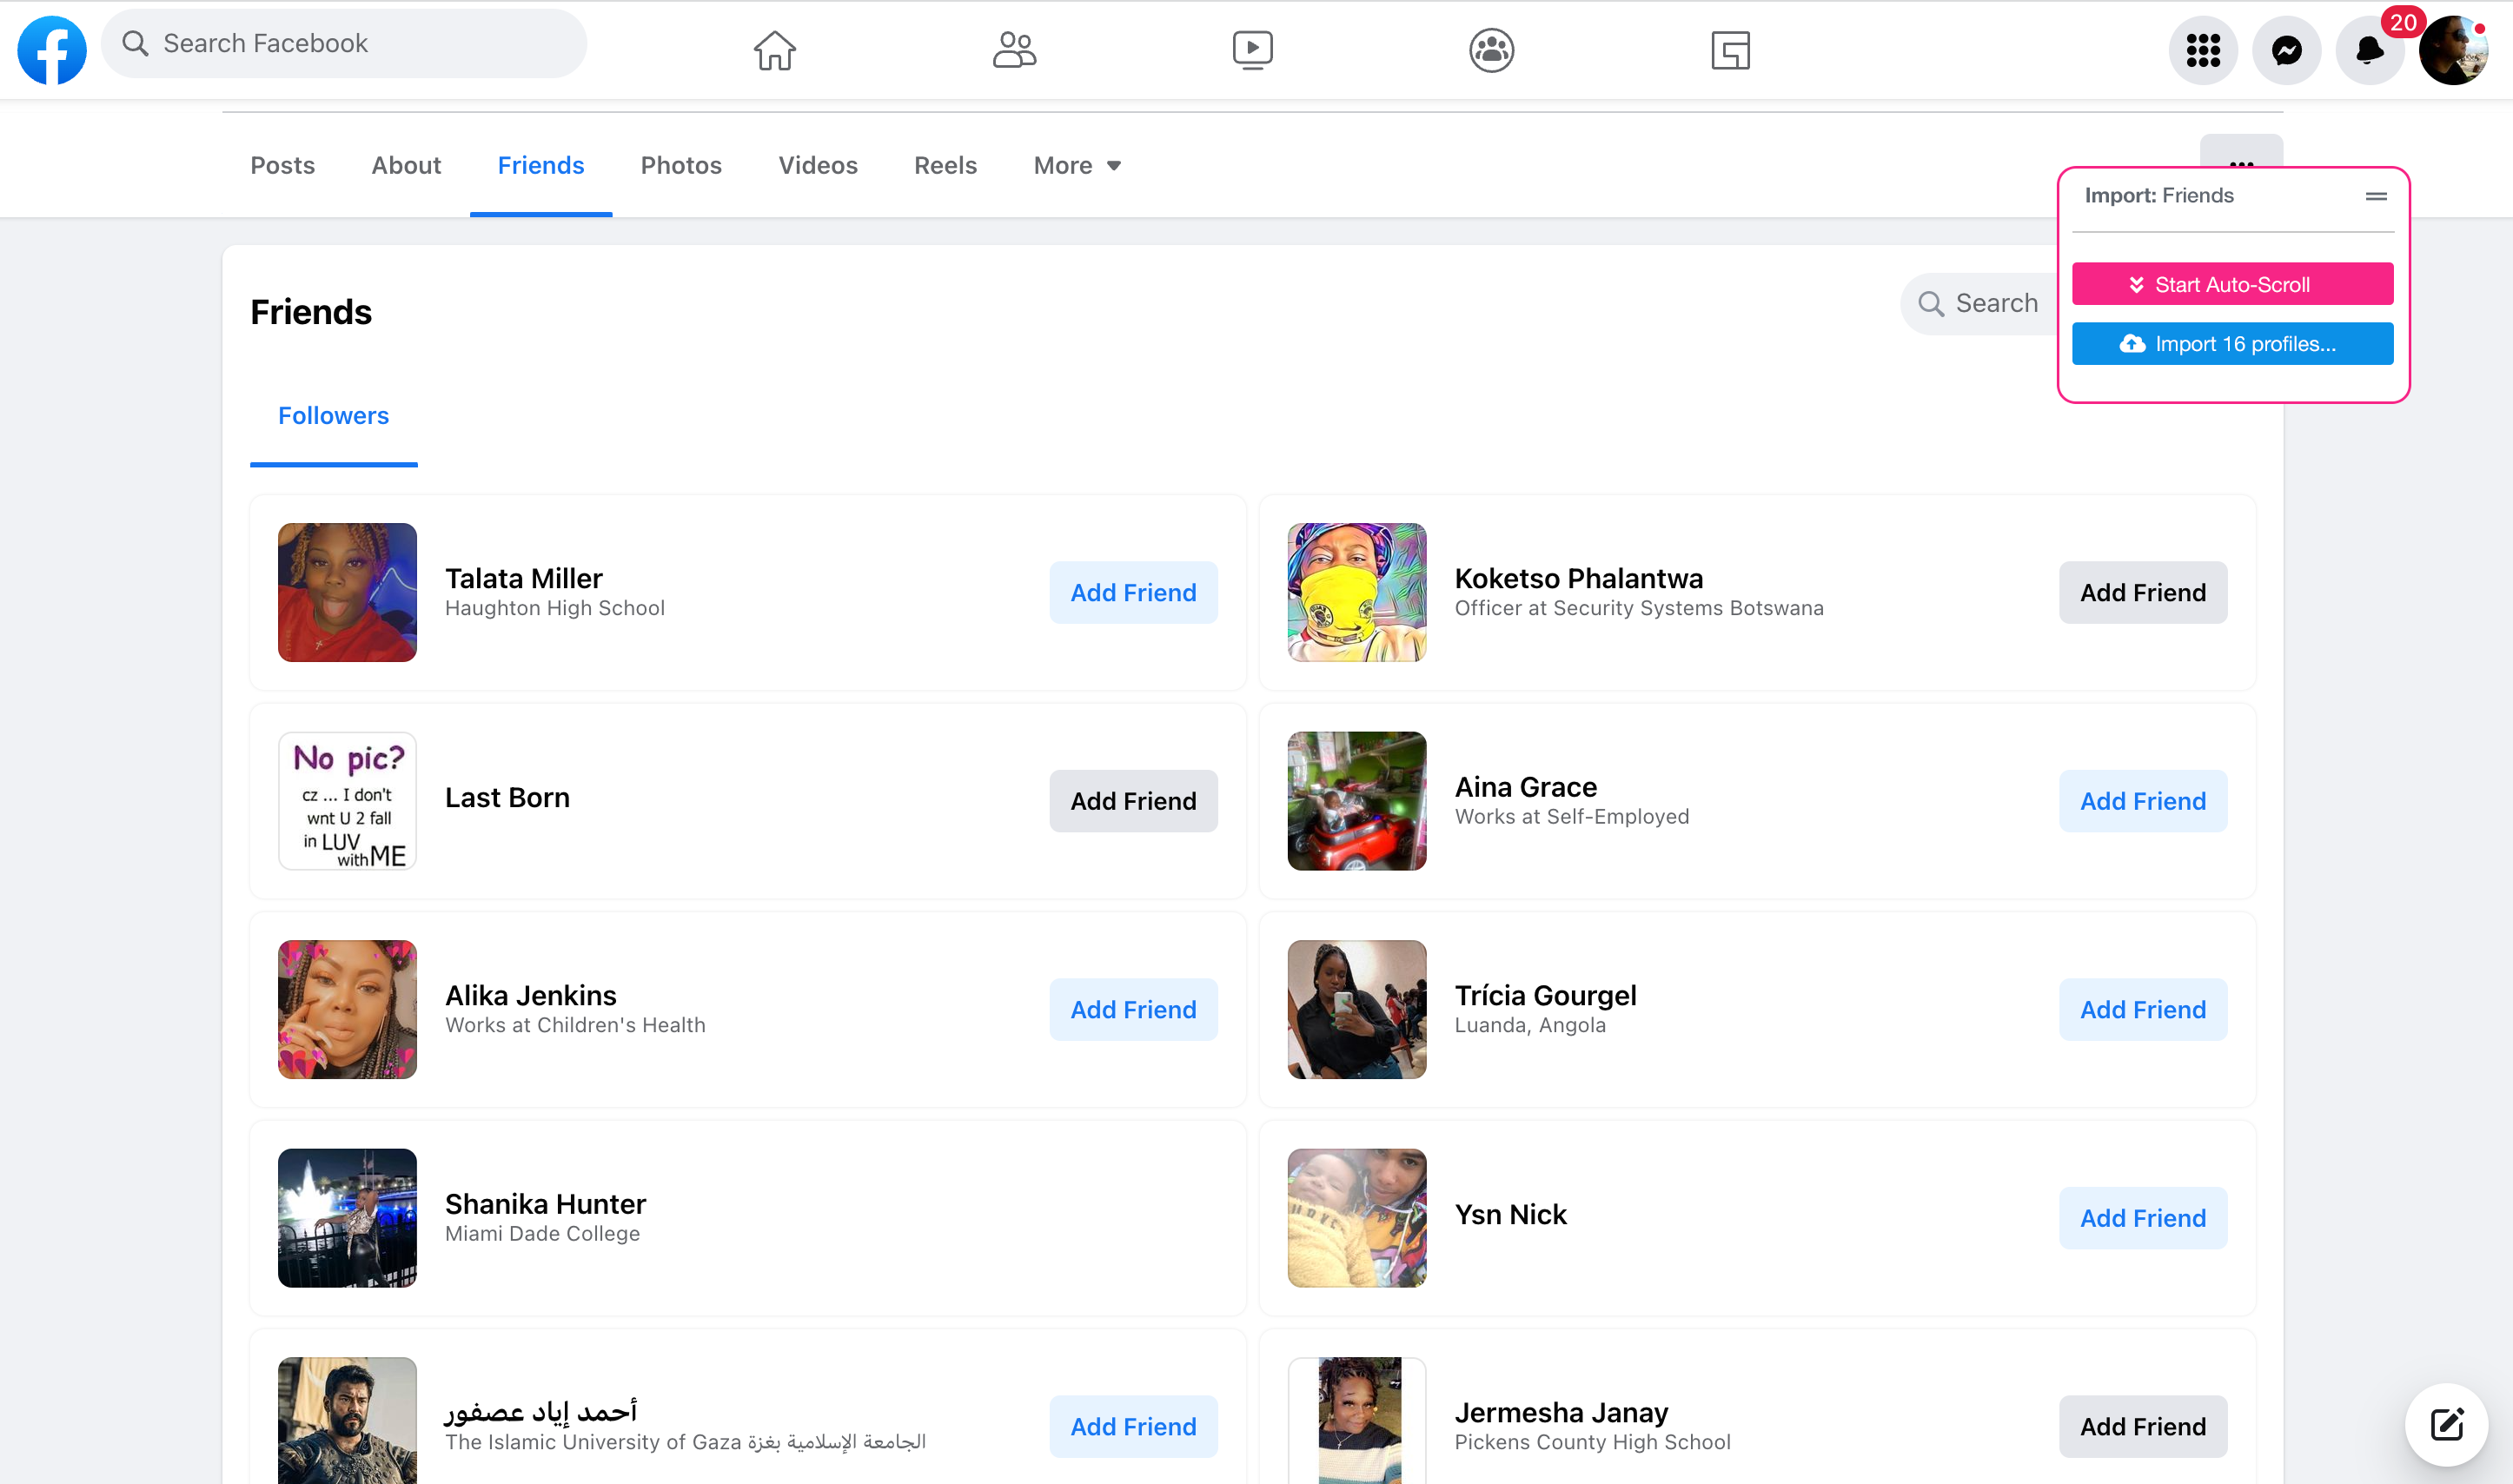 Search Facebook
20
Posts About Friends Photos Videos Reels More
Import: Friends
Start Auto-Scroll
Import 16 profiles...
Friends
Search
Followers
Talata Miller
Haughton High School
Add Friend
Koketso Phalantwa
Officer at Security Systems Botswana
Add Friend
No pic?
cz ... I don't
wnt U 2 fall
in LUV
with ME
Last Born
Add Friend
Aina Grace
Works at Self-Employed
Add Friend
Alika Jenkins
Works at Children's Health
Add Friend
Trícia Gourgel
Luanda, Angola
Add Friend
Shanika Hunter
Miami Dade College
Ysn Nick
Add Friend
أحمد إياد عصفور
The Islamic University of Gaza الجامعة الإسلامية بغزة
Add Friend
Jermesha Janay
Pickens County High School
Add Friend